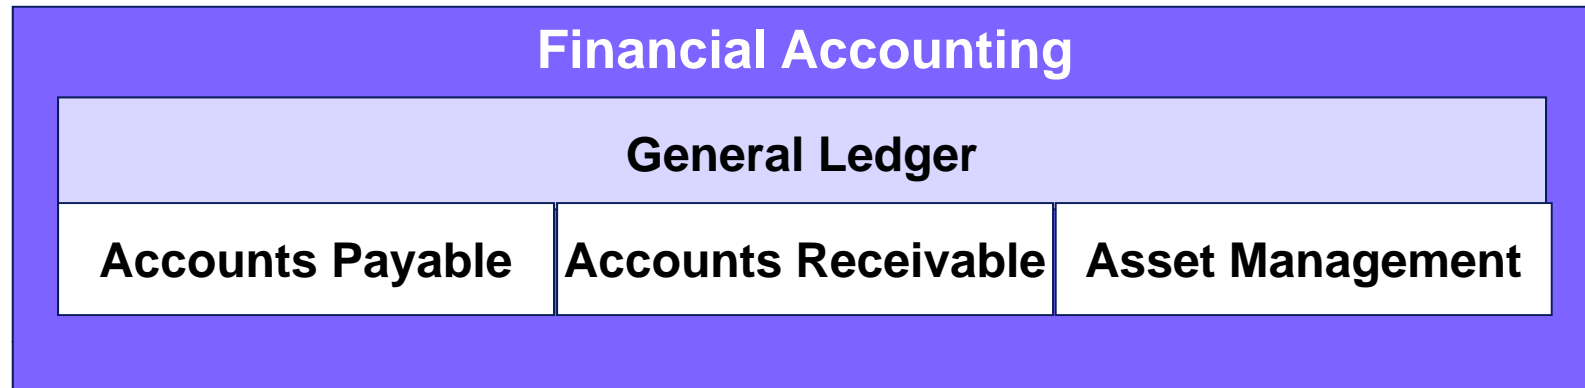 Financial Accounting
General Ledger
Accounts Payable
Accounts Receivable
Asset Management